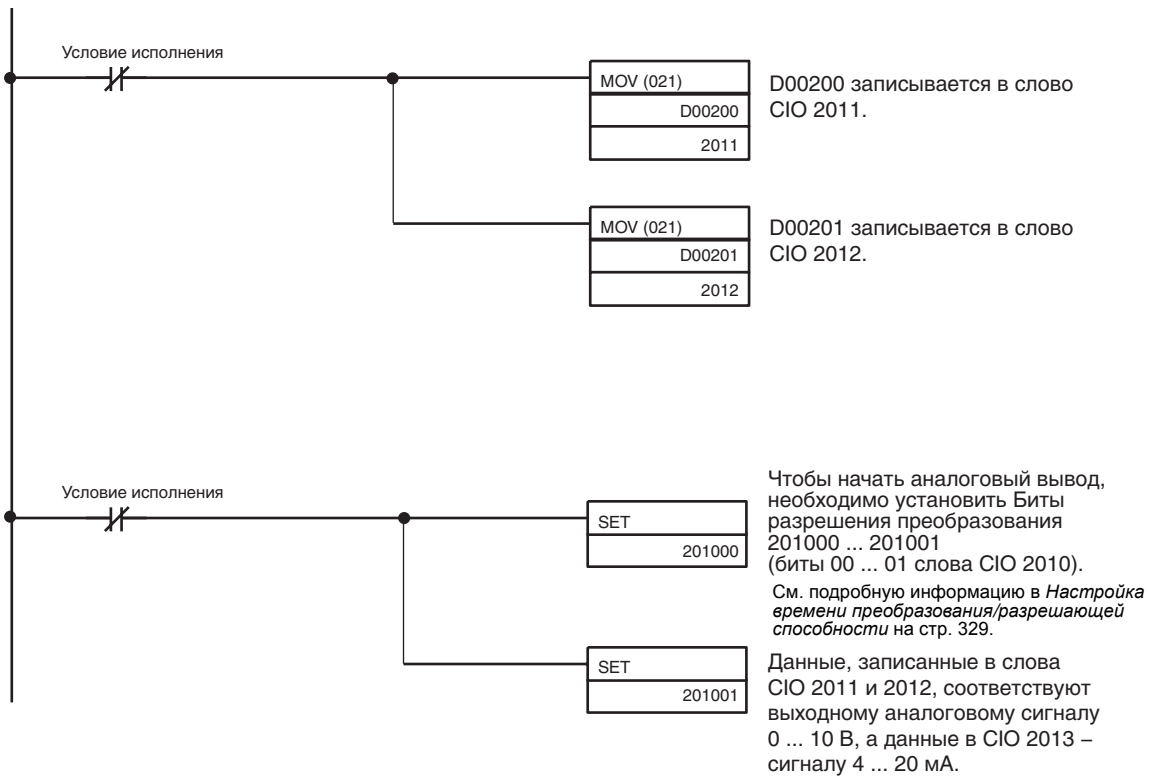 Условие исполнения
MOV (021)
D00200
2011
D00200 записывается в слово
CIO 2011.
MOV (021)
D00201
2012
D00201 записывается в слово
CIO 2012.
Условие исполнения
SET
201000
Чтобы начать аналоговый вывод,
необходимо установить Биты
разрешения преобразования
201000 ... 201001
(биты 00 ... 01 слова CIO 2010).
См. подробную информацию в Настройка
времени преобразования/разрешающей
способности на стр. 329.
SET
201001
Данные, записанные в слова
CIO 2011 и 2012, соответствуют
выходному аналоговому сигналу
0 ... 10 В, а данные в CIO 2013 –
сигналу 4 ... 20 мА.